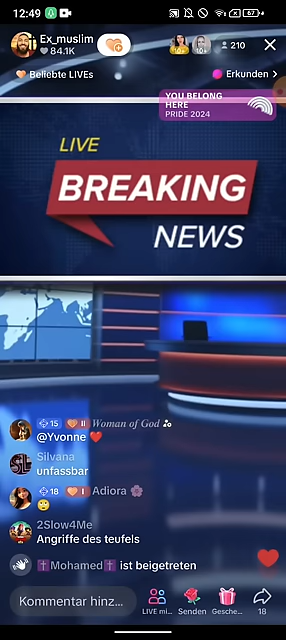 12:49
67
Ex_muslim
84.1K
210
Beliebte LIVEs
Erkunden
YOU BELONG
HERE
PRIDE 2024
LIVE
BREAKING
NEWS
15 II Woman of God
@Yvonne ❤️
Silvana
unfassbar
18 I Adiora 🌸
🙄
2Slow4Me
Angriffe des teufels
✝️Mohamed✝️ ist beigetreten
Kommentar hinz...
LIVE mi... Senden Gesche... 18